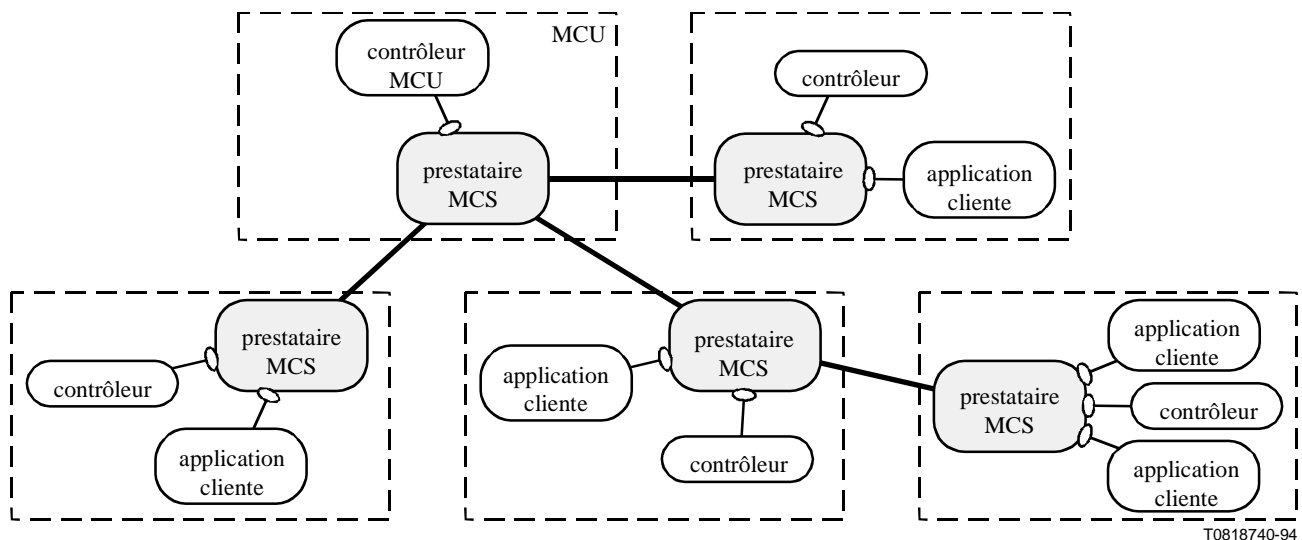 MCU
contrôleur
MCU
prestataire
MCS
contrôleur
prestataire
MCS
application
cliente
prestataire
MCS
contrôleur
application
cliente
prestataire
MCS
application
cliente
contrôleur
prestataire
MCS
application
cliente
contrôleur
application
cliente
T0818740-94